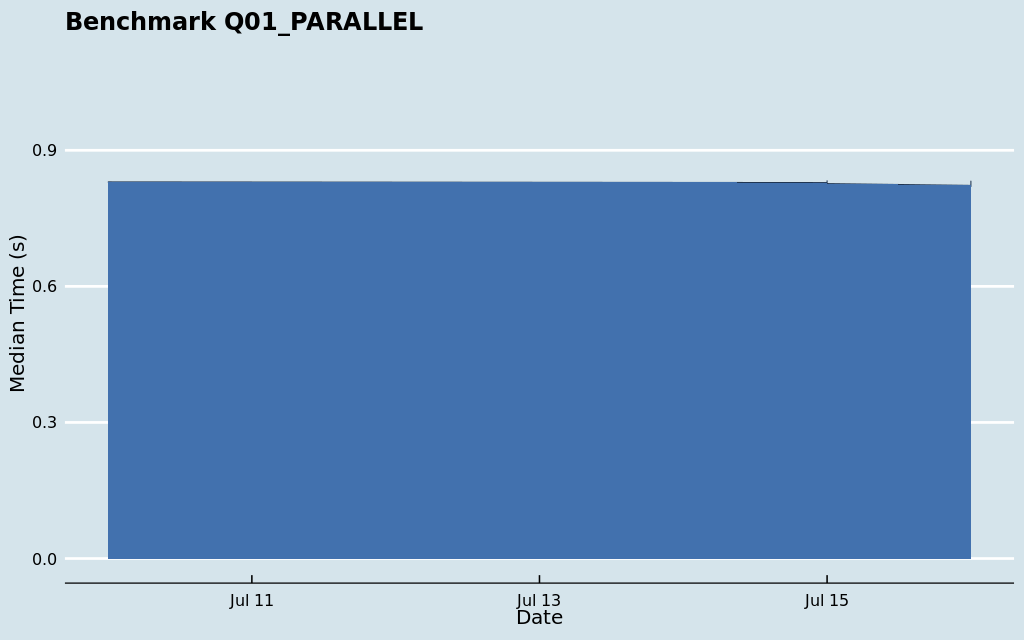 Benchmark Q01_PARALLEL
0.9
0.6
0.3
0.0
Median Time (s)
Jul 11
Jul 13
Jul 15
Date